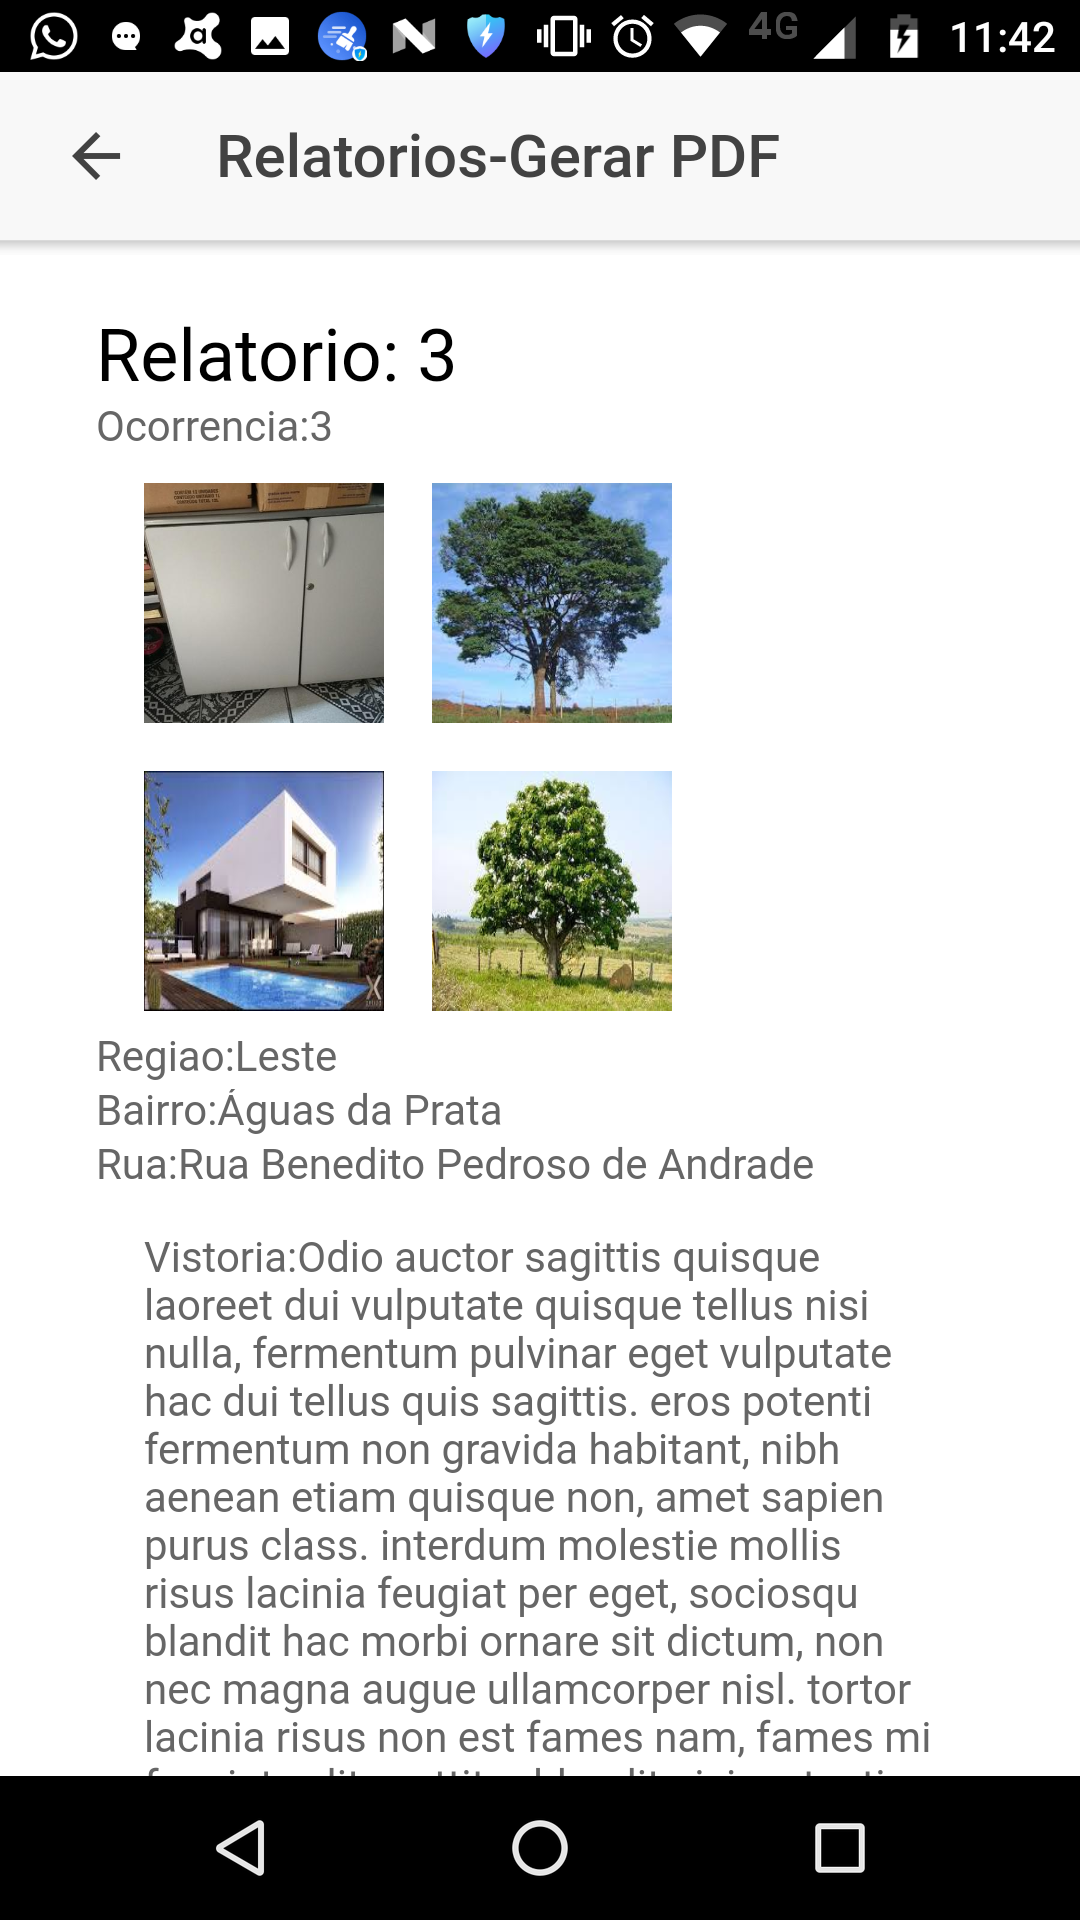 4G 11:42
Relatorios-Gerar PDF
Relatorio: 3
Ocorrencia:3
Regiao:Leste
Bairro:Águas da Prata
Rua:Rua Benedito Pedroso de Andrade
Vistoria:Odio auctor sagittis quisque
laoreet dui vulputate quisque tellus nisi
nulla, fermentum pulvinar eget vulputate
hac dui tellus quis sagittis. eros potenti
fermentum non gravida habitant, nibh
aenean etiam quisque non, amet sapien
purus class. interdum molestie mollis
risus lacinia feugiat per eget, sociosqu
blandit hac morbi ornare sit dictum, non
nec magna augue ullamcorper nisl. tortor
lacinia risus non est fames nam, fames mi